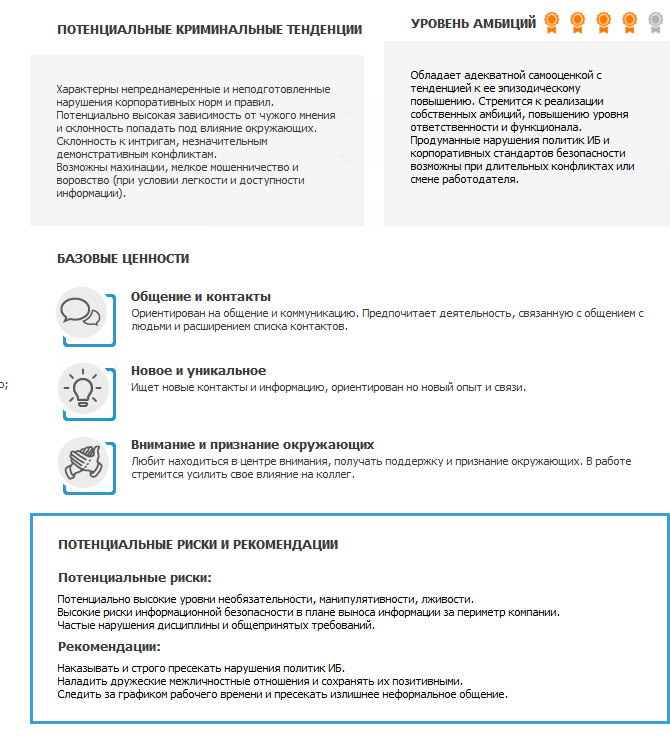 ПОТЕНЦИАЛЬНЫЕ КРИМИНАЛЬНЫЕ ТЕНДЕНЦИИ
Характерны непреднамеренные и неподготовленные
нарушения корпоративных норм и правил.
Потенциально высокая зависимость от чужого мнения
и склонность попадать под влияние окружающих.
Склонность к интригам, незначительным
демонстративным конфликтам.
Возможны махинации, мелкое мошенничество и
воровство (при условии легкости и доступности
информации).
УРОВЕНЬ АМБИЦИЙ
Обладает адекватной самооценкой с
тенденцией к ее эпизодическому
повышению. Стремится к реализации
собственных амбиций, повышению уровня
ответственности и функционала.
Продуманные нарушения политик ИБ и
корпоративных стандартов безопасности
возможны при длительных конфликтах или
смене работодателя.
БАЗОВЫЕ ЦЕННОСТИ
Общение и контакты
Ориентирован на общение и коммуникацию. Предпочитает деятельность, связанную с общением с
людьми и расширением списка контактов.
о;
Новое и уникальное
Ищет новые контакты и информацию, ориентирован но новый опыт и связи.
Внимание и признание окружающих
Любит находиться в центре внимания, получать поддержку и признание окружающих. В работе
стремится усилить свое влияние на коллег.
ПОТЕНЦИАЛЬНЫЕ РИСКИ И РЕКОМЕНДАЦИИ
Потенциальные риски:
Потенциально высокие уровни необязательности, манипулятивности, лживости.
Высокие риски информационной безопасности в плане выноса информации за периметр компании.
Частые нарушения дисциплины и общепринятых требований.
Рекомендации:
Наказывать и строго пресекать нарушения политик ИБ.
Наладить дружеские межличностные отношения и сохранять их позитивными.
Следить за графиком рабочего времени и пресекать излишнее неформальное общение.